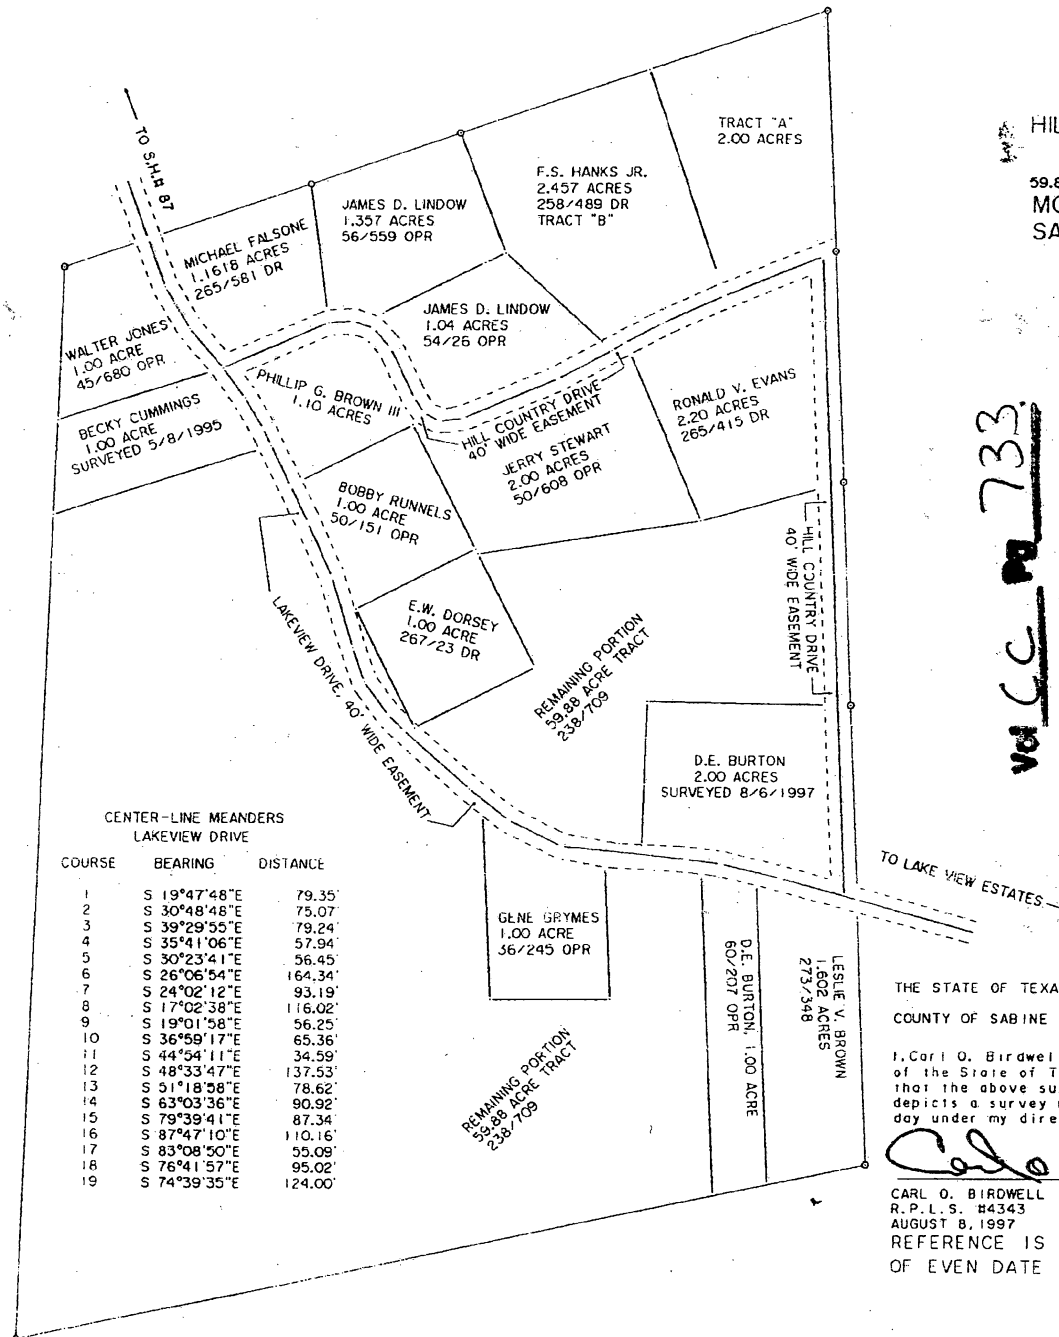 TO S.H.# 87
TRACT "A"
2.00 ACRES
F.S. HANKS JR.
2.457 ACRES
258/489 DR
TRACT "B"
JAMES D. LINDOW
1.357 ACRES
56/559 OPR
MICHAEL FALSONE
1.1618 ACRES
265/581 DR
JAMES D. LINDOW
1.04 ACRES
54/26 OPR
WALTER JONES
1.00 ACRE
45/680 OPR
BECKY CUMMINGS
1.00 ACRE
SURVEYED 5/8/1995
PHILLIP G. BROWN III
1.10 ACRES
HILL COUNTRY DRIVE
40' WIDE EASEMENT
RONALD V. EVANS
2.20 ACRES
265/415 DR
JERRY STEWART
2.00 ACRES
50/608 OPR
BOBBY RUNNELS
1.00 ACRE
50/151 OPR
HILL COUNTRY DRIVE
40' WIDE EASEMENT
E.W. DORSEY
1.00 ACRE
267/23 DR
LAKEVIEW DRIVE, 40' WIDE EASEMENT
REMAINING PORTION
59.88 ACRE TRACT
238/709
D.E. BURTON
2.00 ACRES
SURVEYED 8/6/1997
CENTER-LINE MEANDERS
LAKEVIEW DRIVE
COURSE BEARING DISTANCE
1 S 19°47'48"E 79.35'
2 S 30°48'48"E 75.07'
3 S 39°29'55"E 79.24'
4 S 35°41'06"E 57.94'
5 S 30°23'41"E 56.45'
6 S 26°06'54"E 164.34'
7 S 24°02'12"E 93.19'
8 S 17°02'38"E 116.02'
9 S 19°01'58"E 56.25'
10 S 36°59'17"E 65.36'
11 S 44°54'11"E 34.59'
12 S 48°33'47"E 137.53'
13 S 51°18'58"E 78.62'
14 S 63°03'36"E 90.92'
15 S 79°39'41"E 87.34'
16 S 87°47'10"E 110.16'
17 S 83°08'50"E 55.09'
18 S 76°41'57"E 95.02'
19 S 74°39'35"E 124.00'
GENE GRYMES
1.00 ACRE
36/245 OPR
D.E. BURTON, 1.00 ACRE
60/207 OPR
LESLIE V. BROWN
1.602 ACRES
273/348
REMAINING PORTION
59.88 ACRE TRACT
238/709
TO LAKE VIEW ESTATES
HIL
59.8
MO
SA
Vol CC Pg 733
THE STATE OF TEXA
COUNTY OF SABINE
I, Carl O. Birdwel
of the State of T
that the above su
depicts a survey
day under my dire
CARL O. BIRDWELL
R.P.L.S. #4343
AUGUST 8, 1997
REFERENCE IS
OF EVEN DATE